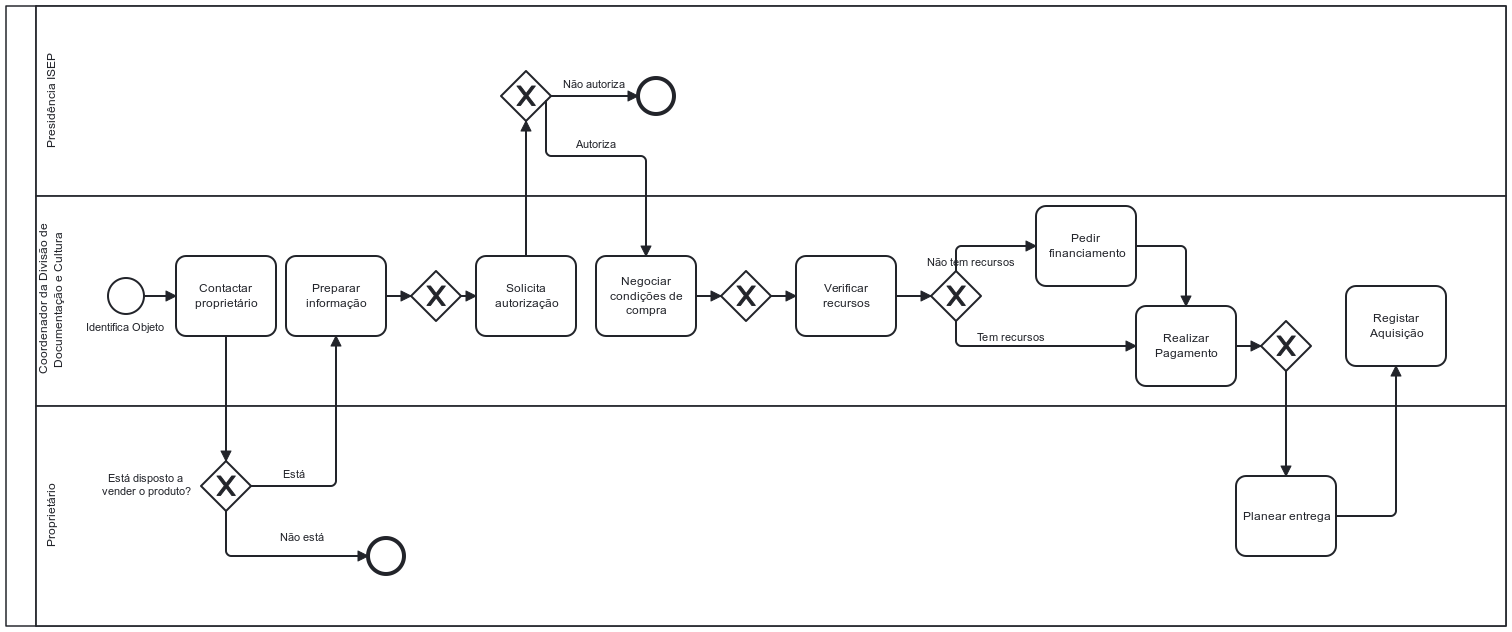 Presidência ISEP
Não autoriza
Autoriza
Coordenador da Divisão de
Documentação e Cultura
Identifica Objeto
Contactar
proprietário
Preparar
informação
Solicita
autorização
Negociar
condições de
compra
Verificar
recursos
Não tem recursos
Tem recursos
Pedir
financiamento
Realizar
Pagamento
Registar
Aquisição
Proprietário
Está disposto a
vender o produto?
Está
Não está
Planear entrega